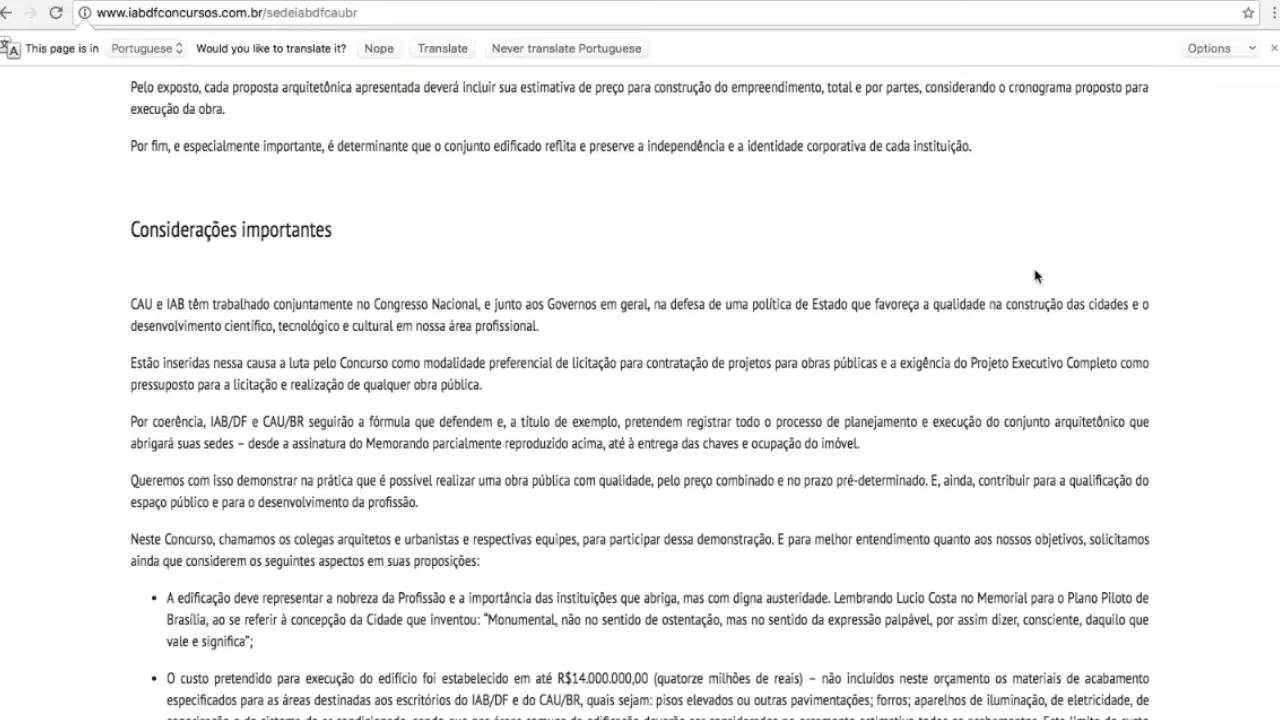 www.iabdfconcursos.com.br/sedeiabdfcaubr
This page is in Portuguese Would you like to translate it? Nope Translate Never translate Portuguese Options
Pelo exposto, cada proposta arquitetônica apresentada deverá incluir sua estimativa de preço para construção do empreendimento, total e por partes, considerando o cronograma proposto para
execução da obra.
Por fim, e especialmente importante, é determinante que o conjunto edificado reflita e preserve a independência e a identidade corporativa de cada instituição.
Considerações importantes
CAU e IAB têm trabalhado conjuntamente no Congresso Nacional, e junto aos Governos em geral, na defesa de uma política de Estado que favoreça a qualidade na construção das cidades e o
desenvolvimento científico, tecnológico e cultural em nossa área profissional.
Estão inseridas nessa causa a luta pelo Concurso como modalidade preferencial de licitação para contratação de projetos para obras públicas e a exigência do Projeto Executivo Completo como
pressuposto para a licitação e realização de qualquer obra pública.
Por coerência, IAB/DF e CAU/BR seguirão a fórmula que defendem e, a título de exemplo, pretendem registrar todo o processo de planejamento e execução do conjunto arquitetônico que
abrigará suas sedes – desde a assinatura do Memorando parcialmente reproduzido acima, até à entrega das chaves e ocupação do imóvel.
Queremos com isso demonstrar na prática que é possível realizar uma obra pública com qualidade, pelo preço combinado e no prazo pré-determinado. E, ainda, contribuir para a qualificação do
espaço público e para o desenvolvimento da profissão.
Neste Concurso, chamamos os colegas arquitetos e urbanistas e respectivas equipes, para participar dessa demonstração. E para melhor entendimento quanto aos nossos objetivos, solicitamos
ainda que considerem os seguintes aspectos em suas proposições:
• A edificação deve representar a nobreza da Profissão e a importância das instituições que abriga, mas com digna austeridade. Lembrando Lucio Costa no Memorial para o Plano Piloto de
Brasília, ao se referir à concepção da Cidade que inventou: “Monumental, não no sentido de ostentação, mas no sentido da expressão palpável, por assim dizer, consciente, daquilo que
vale e significa”;
• O custo pretendido para execução do edifício foi estabelecido em até R$14.000.000,00 (quatorze milhões de reais) – não incluídos neste orçamento os materiais de acabamento
especificados para as áreas destinadas aos escritórios do IAB/DF e do CAU/BR, quais sejam: pisos elevados ou outras pavimentações; forros; aparelhos de iluminação, de eletricidade, de